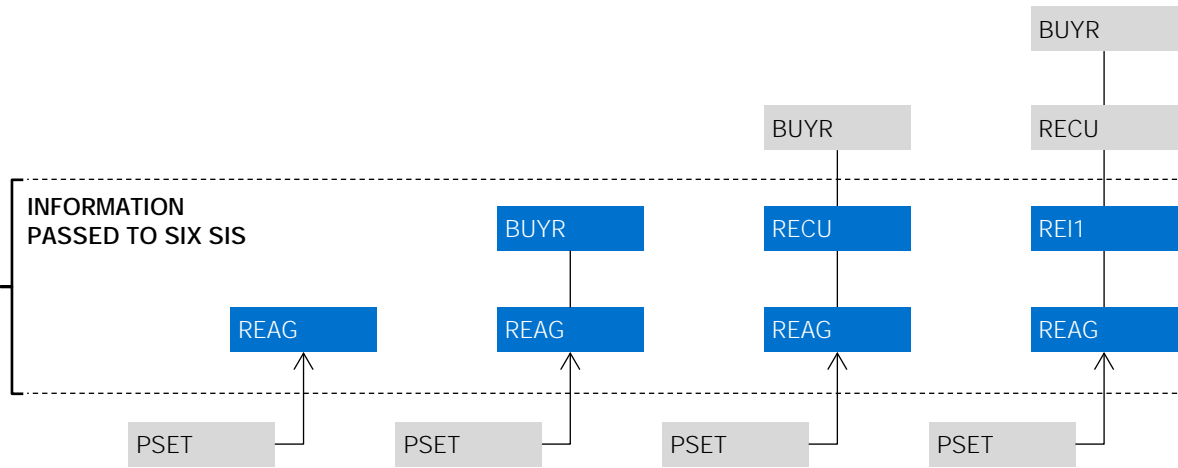 BUYR
BUYR
RECU
INFORMATION
PASSED TO SIX SIS
BUYR
RECU
REI1
REAG
REAG
REAG
REAG
PSET
PSET
PSET
PSET